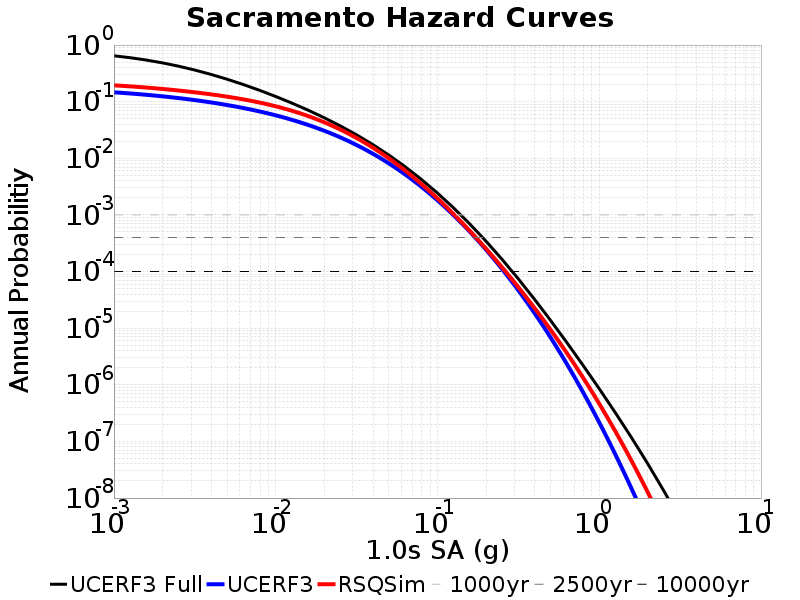 Sacramento Hazard Curves
Annual Probabilitiy
10^0
10^-1
10^-2
10^-3
10^-4
10^-5
10^-6
10^-7
10^-8
10^-3 10^-2 10^-1 10^0 10^1
1.0s SA (g)
UCERF3 Full UCERF3 RSQSim 1000yr 2500yr 10000yr